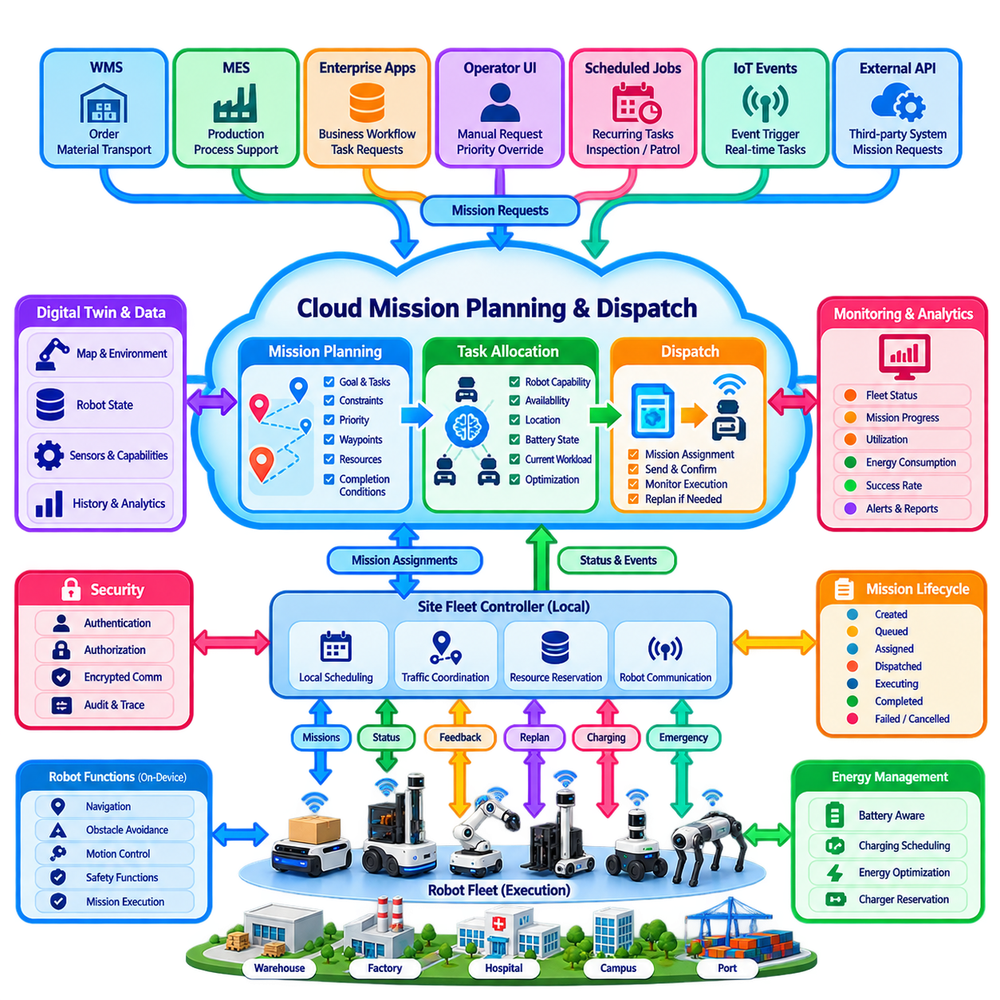 WMS
Order
Material Transport
MES
Production
Process Support
Enterprise Apps
Business Workflow
Task Requests
Operator UI
Manual Request
Priority Override
Scheduled Jobs
Recurring Tasks
Inspection / Patrol
IoT Events
Event Trigger
Real-time Tasks
External API
Third-party System
Mission Requests
Mission Requests
Cloud Mission Planning & Dispatch
Digital Twin & Data
Map & Environment
Robot State
Sensors & Capabilities
History & Analytics
Mission Planning
Goal & Tasks
Constraints
Priority
Waypoints
Resources
Completion
Conditions
Task Allocation
Robot Capability
Availability
Location
Battery State
Current Workload
Optimization
Dispatch
Mission Assignment
Send & Confirm
Monitor Execution
Replan if Needed
Monitoring & Analytics
Fleet Status
Mission Progress
Utilization
Energy Consumption
Success Rate
Alerts & Reports
Mission Assignments
Status & Events
Security
Authentication
Authorization
Encrypted Comm
Audit & Trace
Site Fleet Controller (Local)
Local Scheduling
Traffic Coordination
Resource Reservation
Robot Communication
Mission Lifecycle
Created
Queued
Assigned
Dispatched
Executing
Completed
Failed / Cancelled
Missions
Status
Feedback
Replan
Charging
Emergency
Robot Functions (On-Device)
Navigation
Obstacle Avoidance
Motion Control
Safety Functions
Mission Execution
Energy Management
Battery Aware
Charging Scheduling
Energy Optimization
Charger Reservation
Robot Fleet (Execution)
Warehouse
Factory
Hospital
Campus
Port